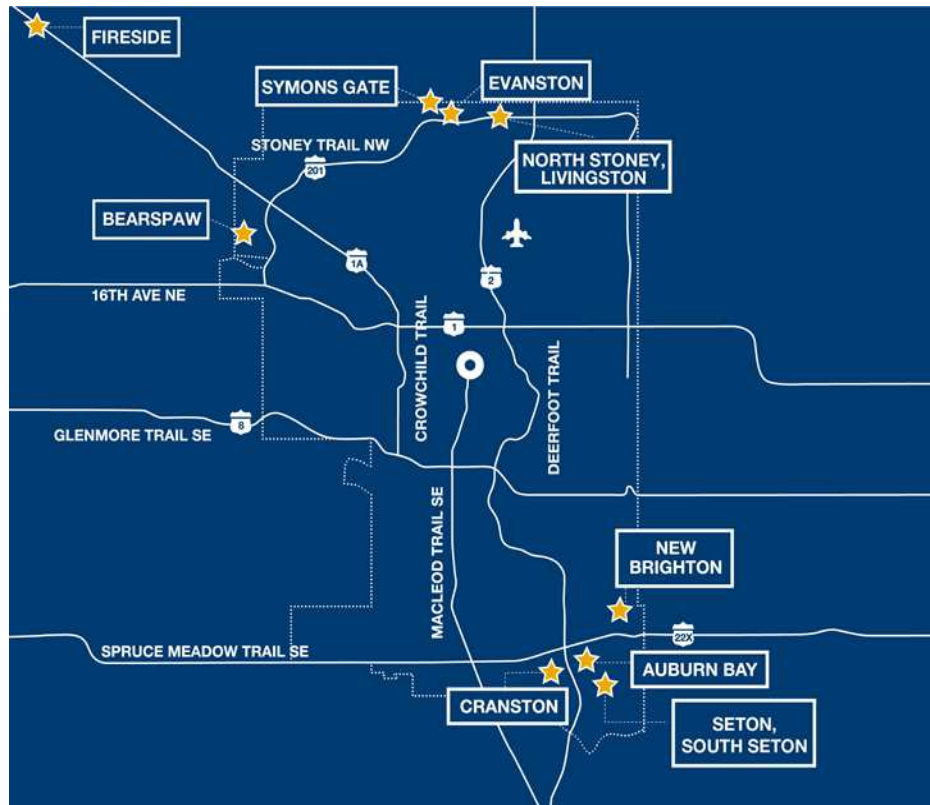 FIRESIDE
SYMONS GATE
EVANSTON
STONEY TRAIL NW
201
NORTH STONEY,
LIVINGSTON
BEARSPAW
1A
2
16TH AVE NE
1
CROWCHILD TRAIL
DEERFOOT TRAIL
8
GLENMORE TRAIL SE
MACLEOD TRAIL SE
NEW
BRIGHTON
22X
SPRUCE MEADOW TRAIL SE
AUBURN BAY
CRANSTON
SETON,
SOUTH SETON